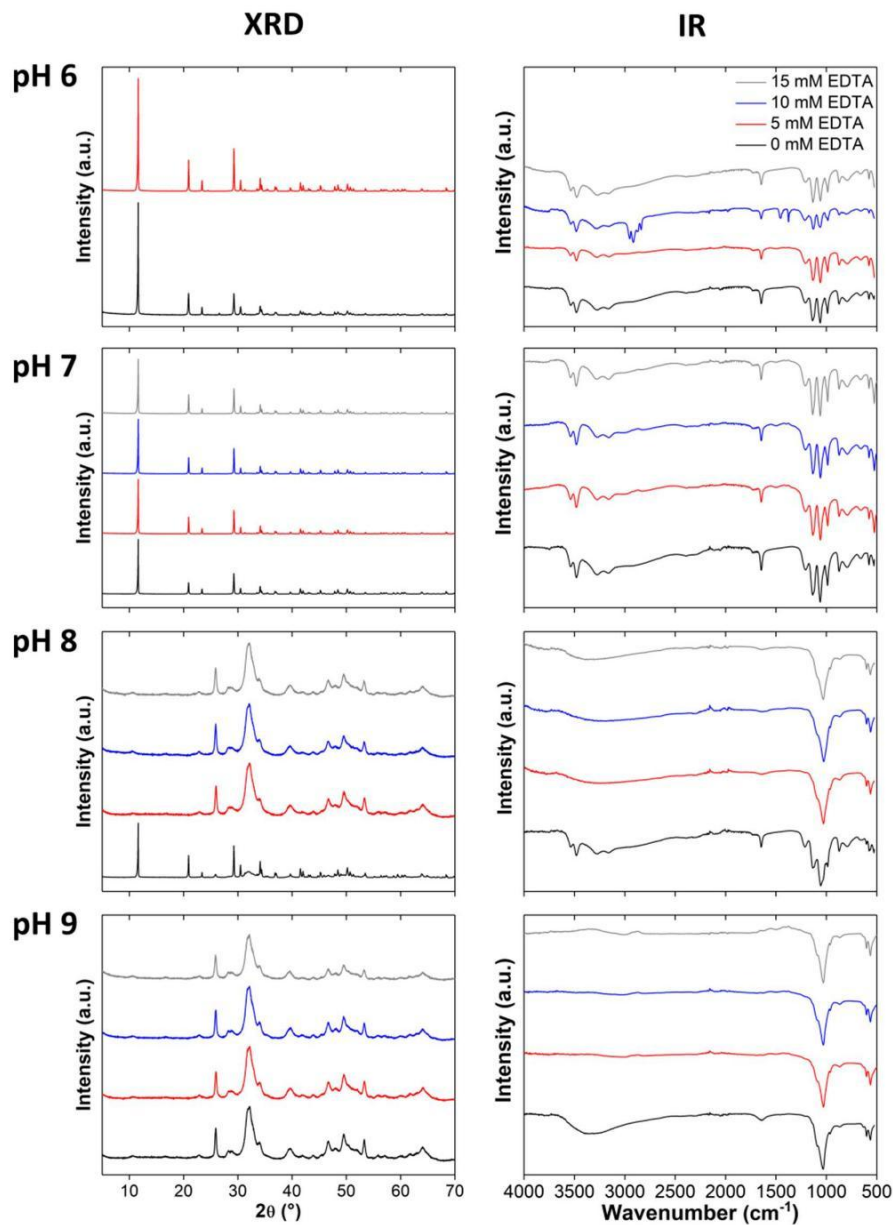 XRD
IR
pH 6
Intensity (a.u.)
Intensity (a.u.)
15 mM EDTA
10 mM EDTA
5 mM EDTA
0 mM EDTA
pH 7
Intensity (a.u.)
Intensity (a.u.)
pH 8
Intensity (a.u.)
Intensity (a.u.)
pH 9
Intensity (a.u.)
Intensity (a.u.)
10 20 30 40 50 60 70
2θ (°)
4000 3500 3000 2500 2000 1500 1000 500
Wavenumber (cm-1)